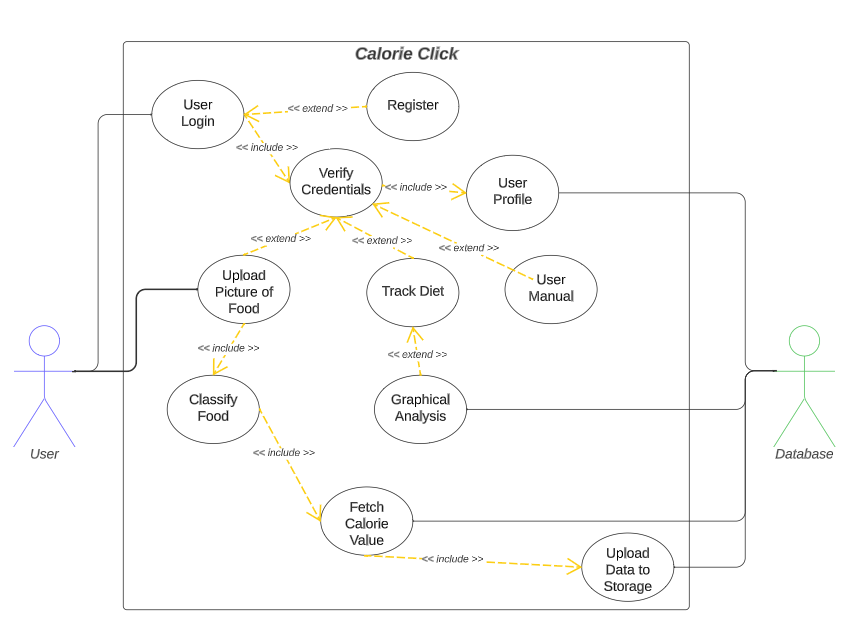 Calorie Click
User
Login
<< extend >>
Register
<< include >>
Verify
Credentials
<< include >>
User
Profile
<< extend >>
<< extend >>
<< extend >>
Upload
Picture of
Food
Track Diet
User
Manual
<< include >>
<< extend >>
Classify
Food
Graphical
Analysis
User
Database
<< include >>
Fetch
Calorie
Value
<< include >>
Upload
Data to
Storage